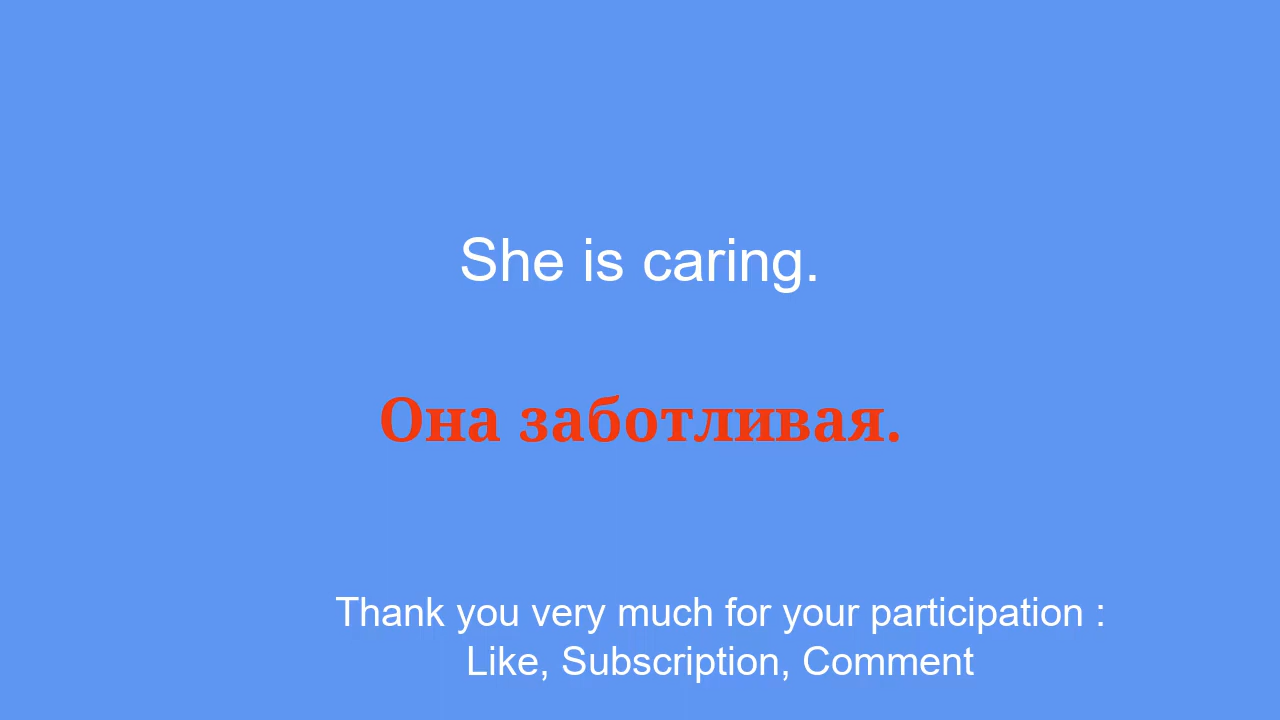 She is caring.
Она заботливая.
Thank you very much for your participation :
Like, Subscription, Comment